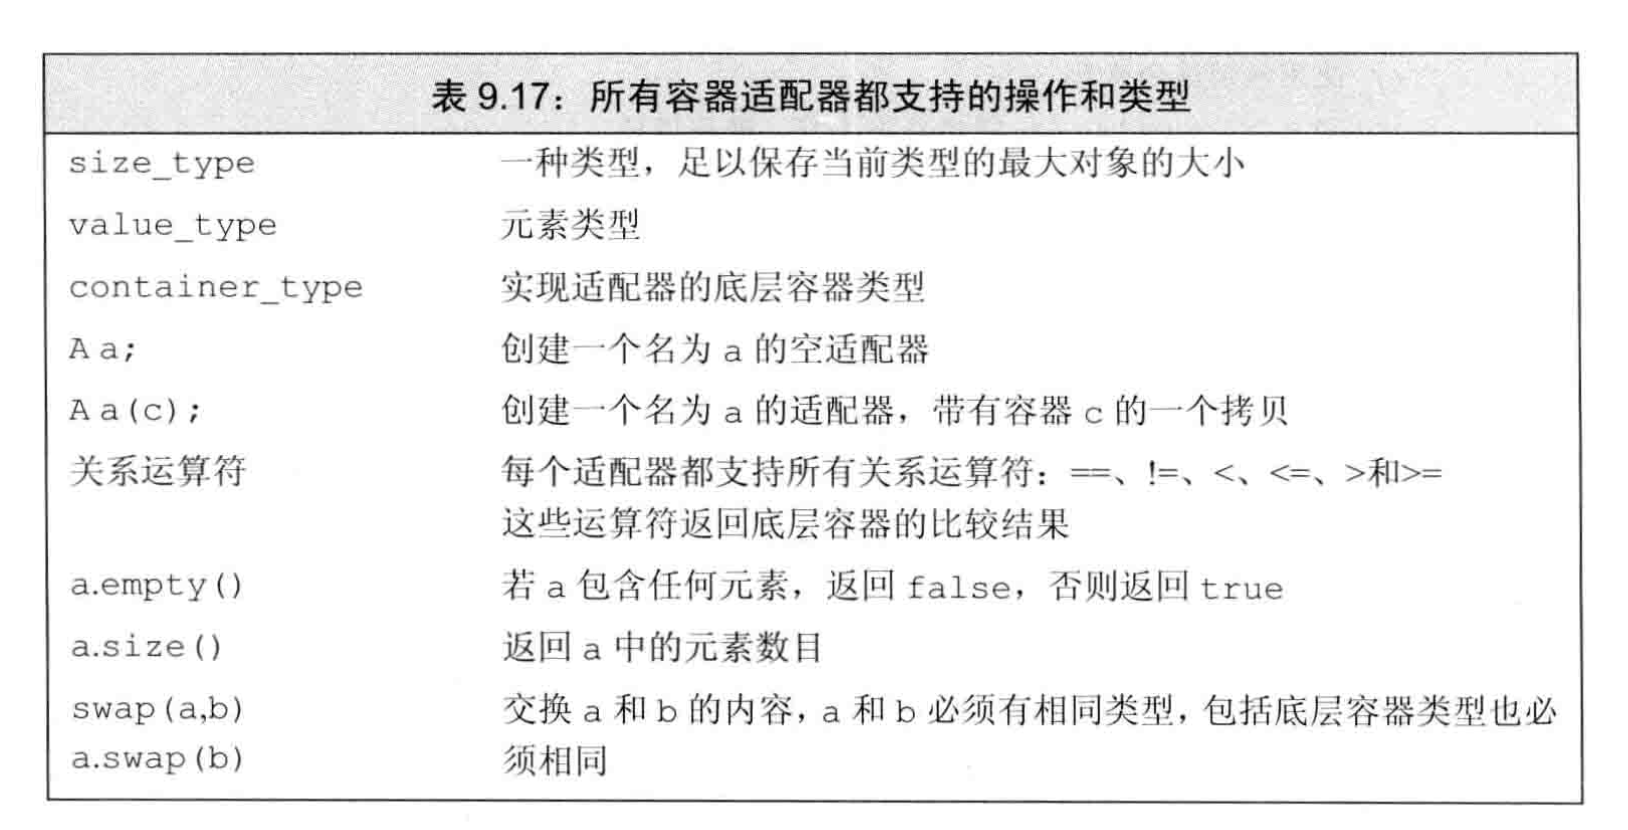 表 9.17：所有容器适配器都支持的操作和类型
size_type 一种类型，足以保存当前类型的最大对象的大小
value_type 元素类型
container_type 实现适配器的底层容器类型
A a; 创建一个名为 a 的空适配器
A a(c); 创建一个名为 a 的适配器，带有容器 c 的一个拷贝
关系运算符 每个适配器都支持所有关系运算符：==、!=、<、<=、>和>=
这些运算符返回底层容器的比较结果
a.empty() 若 a 包含任何元素，返回 false，否则返回 true
a.size() 返回 a 中的元素数目
swap(a,b) 交换 a 和 b 的内容，a 和 b 必须有相同类型，包括底层容器类型也必
a.swap(b) 须相同